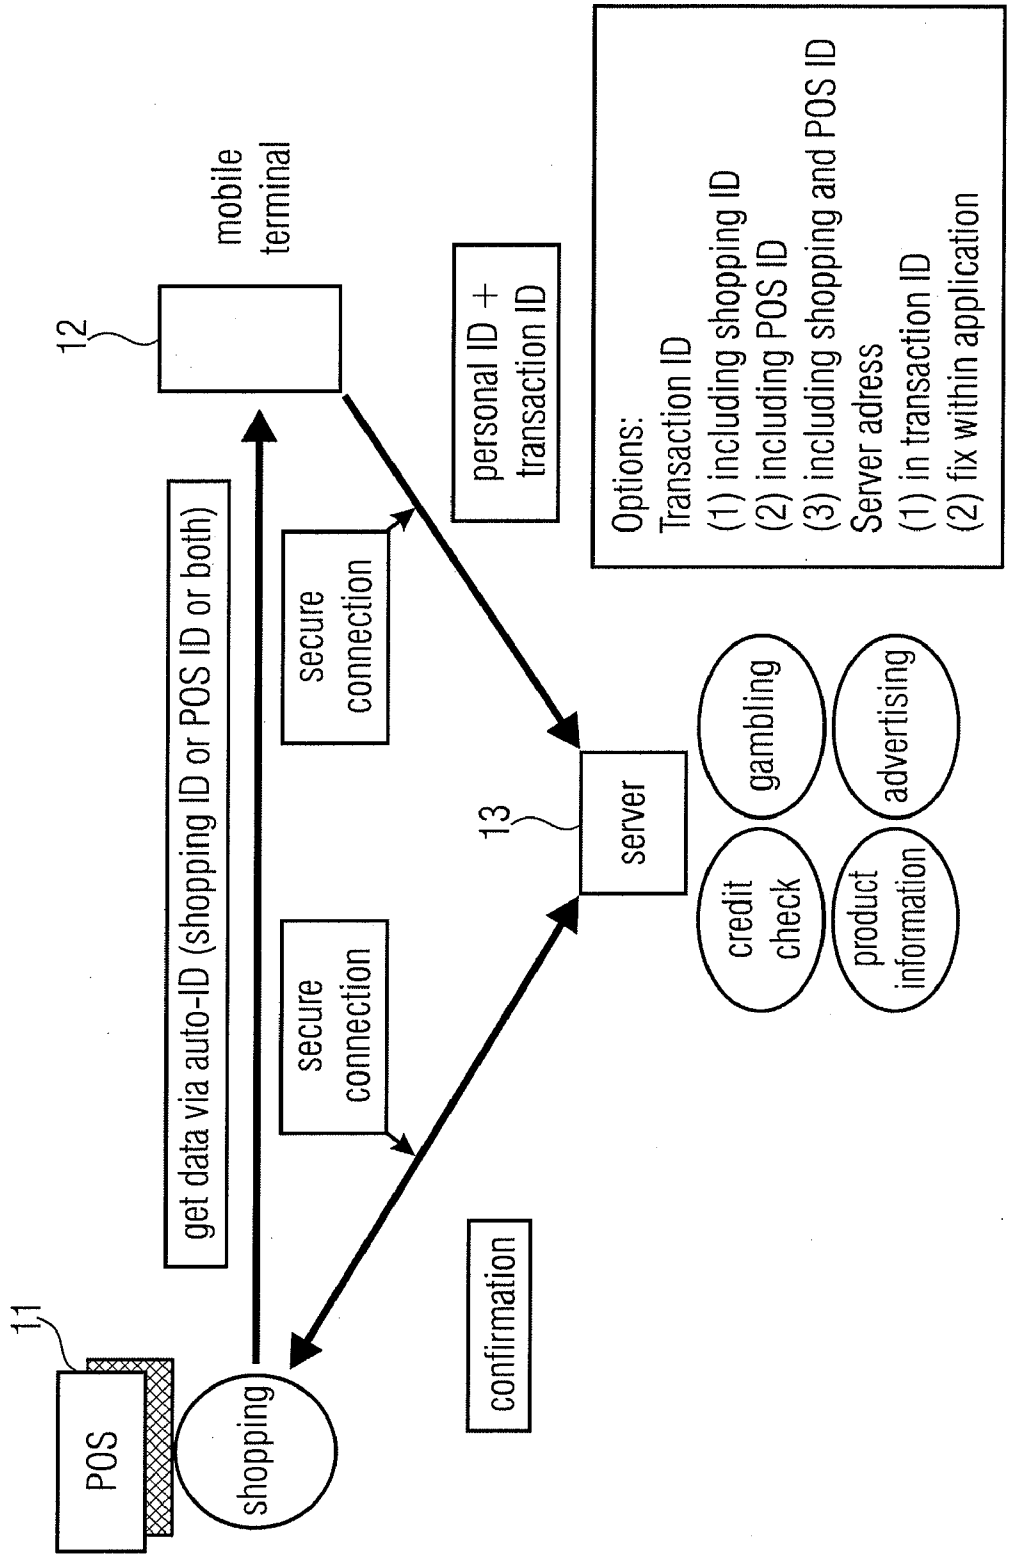 11
POS
shopping
get data via auto-ID (shopping ID or POS ID or both)
12
mobile
terminal
secure
connection
secure
connection
confirmation
personal ID +
transaction ID
13
server
credit
check
gambling
product
information
advertising
Options:
Transaction ID
(1) including shopping ID
(2) including POS ID
(3) including shopping and POS ID
Server adress
(1) in transaction ID
(2) fix within application